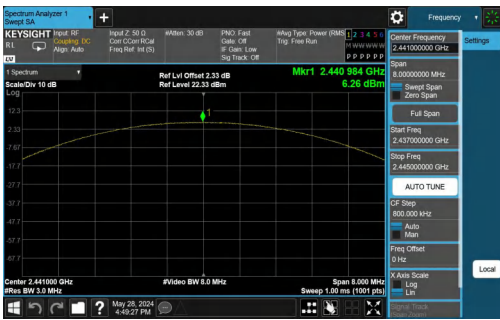 Spectrum Analyzer 1
Swept SA
+
Frequency
KEYSIGHT
RL
Input: RF
Coupling: DC
Align: Auto
Input Z: 50 Ω
Corr CCorr RCal
Freq Ref: Int (S)
#Atten: 30 dB
PNO: Fast
Gate: Off
IF Gain: Low
Sig Track: Off
#Avg Type: Power (RMS
Trig: Free Run
1 2 3 4 5 6
M W W W W W
P P P P P P
LXI
1 Spectrum
Scale/Div 10 dB
Log
Ref Lvl Offset 2.33 dB
Ref Level 22.33 dBm
Mkr1 2.440 984 GHz
6.26 dBm
1
12.3
2.33
-7.67
-17.7
-27.7
-37.7
-47.7
-57.7
-67.7
Center 2.441000 GHz
#Res BW 3.0 MHz
#Video BW 8.0 MHz
Span 8.000 MHz
Sweep 1.00 ms (1001 pts)
Center Frequency
2.441000000 GHz
Settings
Span
8.00000000 MHz
Swept Span
Zero Span
Full Span
Start Freq
2.437000000 GHz
Stop Freq
2.445000000 GHz
AUTO TUNE
CF Step
800.000 kHz
Auto
Man
Freq Offset
0 Hz
X Axis Scale
Log
Lin
Local
Signal Track
?
May 28, 2024
4:49:27 PM